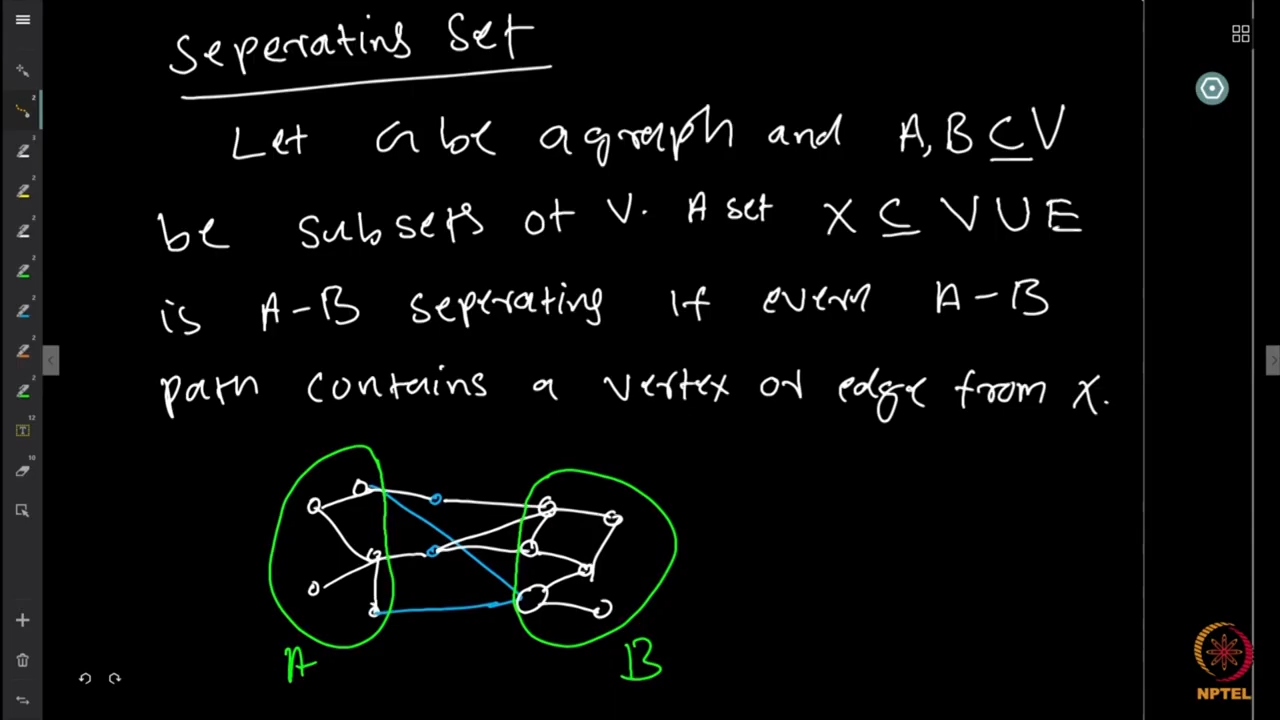 Seperating Set
Let G be a graph and A, B ⊆ V
be subsets of V. A set X ⊆ V ∪ E
is A-B seperating if every A-B
path contains a vertex or edge from X.
A
B
NPTEL